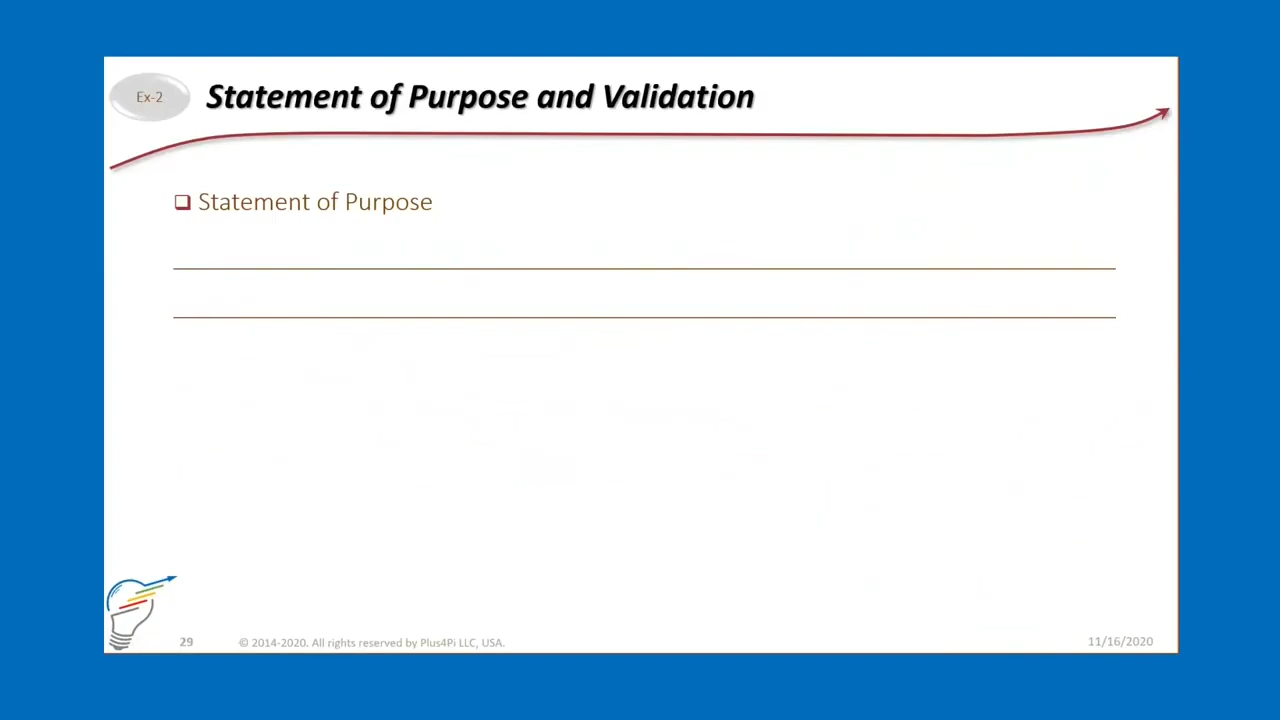 Ex-2
Statement of Purpose and Validation
Statement of Purpose
29
© 2014-2020. All rights reserved by Plus4Pi LLC, USA.
11/16/2020